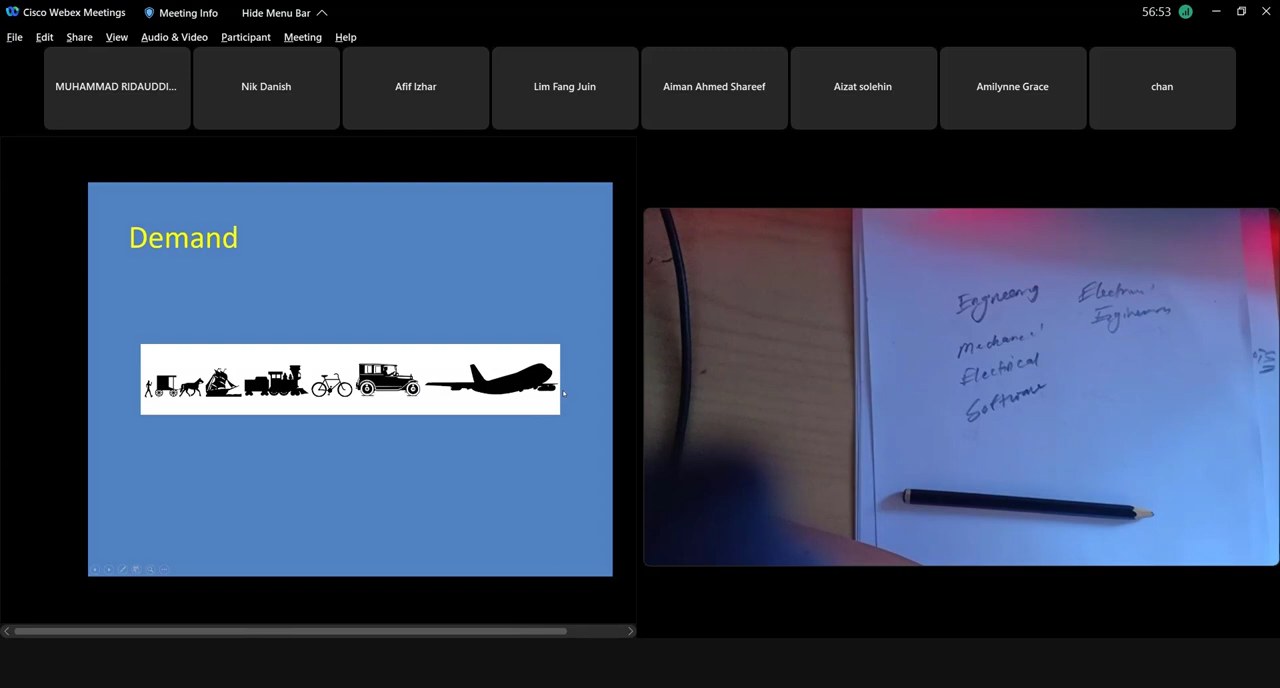 Cisco Webex Meetings
Meeting Info
Hide Menu Bar
56:53
File Edit Share View Audio & Video Participant Meeting Help
MUHAMMAD RIDAUDDI...
Nik Danish
Afif Izhar
Lim Fang Juin
Aiman Ahmed Shareef
Aizat solehin
Amilynne Grace
chan
Demand
Engineering
Electrical
Software